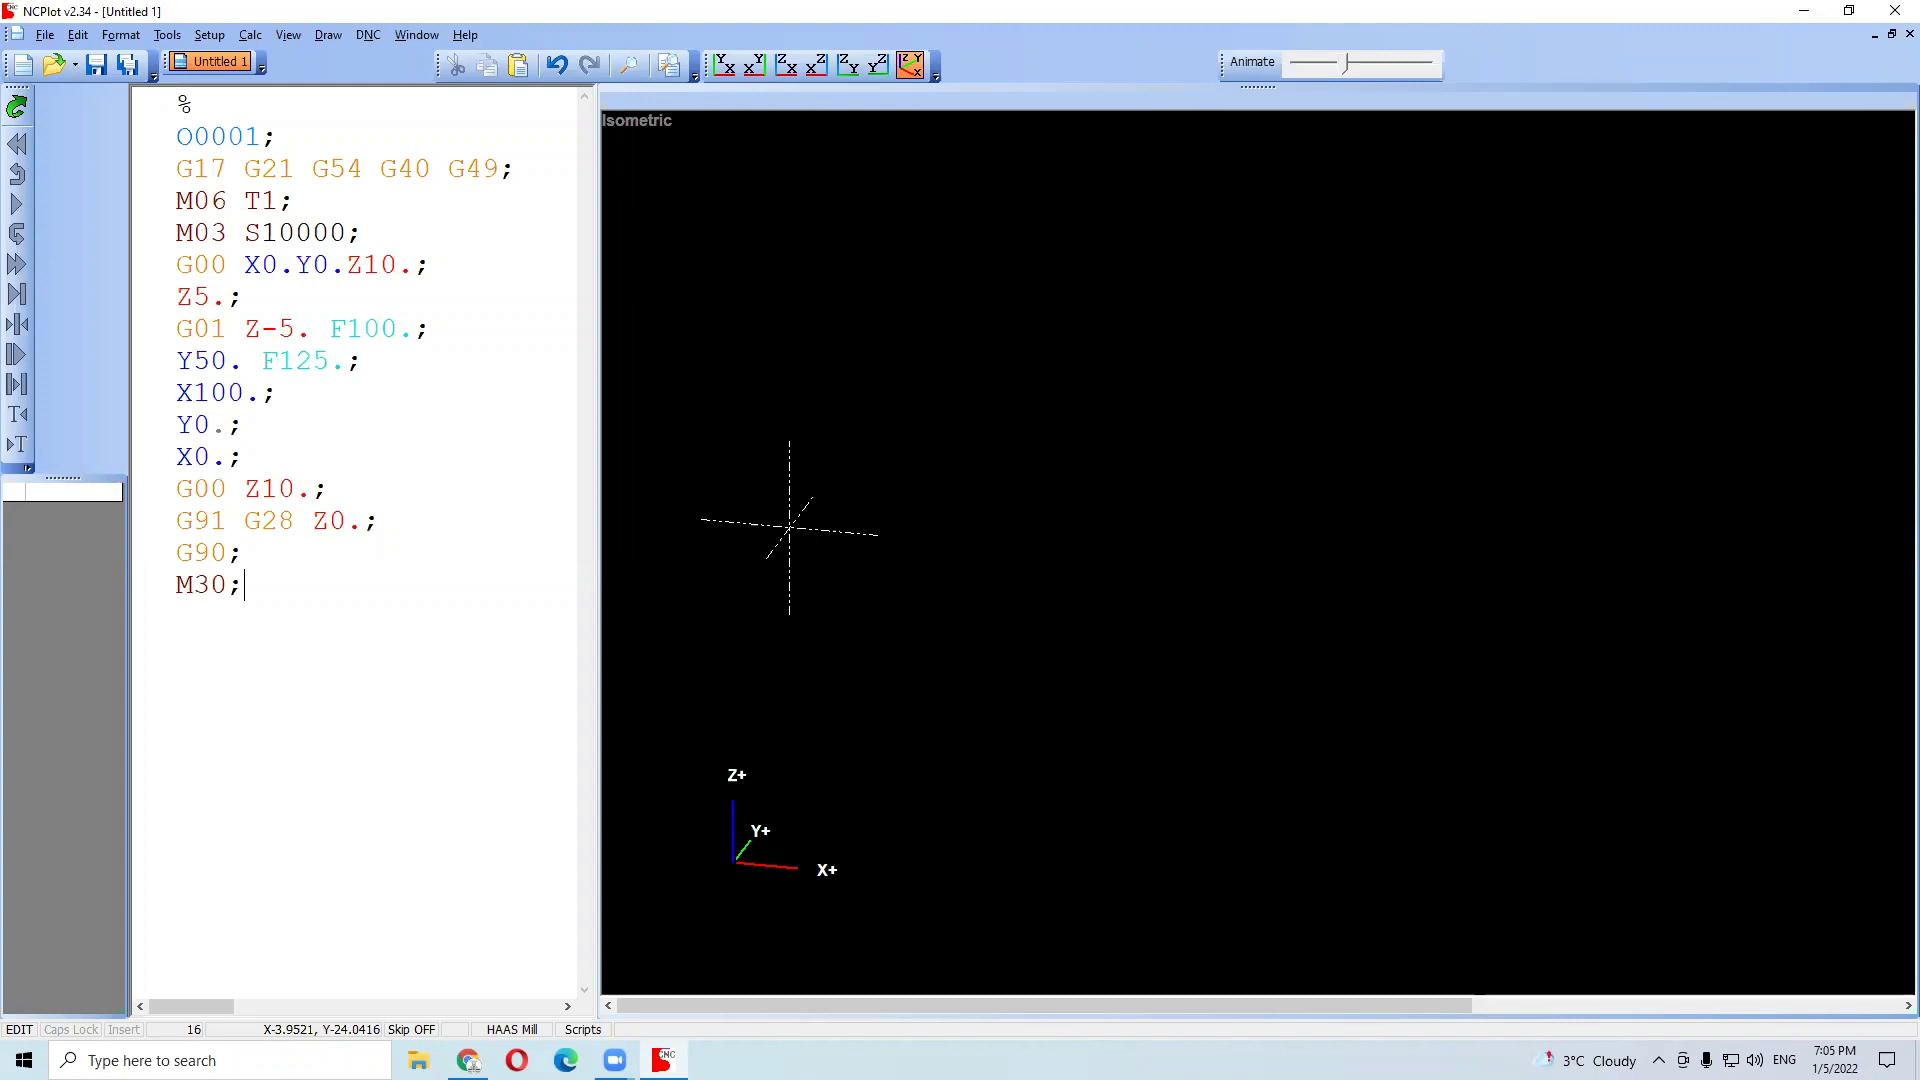 NCPlot v2.34 - [Untitled 1]
File Edit Format Tools Setup Calc View Draw DNC Window Help
Untitled 1
Animate
%
O0001;
G17 G21 G54 G40 G49;
M06 T1;
M03 S10000;
G00 X0.Y0.Z10.;
Z5.;
G01 Z-5. F100.;
Y50. F125.;
X100.;
Y0.;
X0.;
G00 Z10.;
G91 G28 Z0.;
G90;
M30;
Isometric
Z+
Y+
X+
EDIT Caps Lock Insert 16 X-3.9521, Y-24.0416 Skip OFF HAAS Mill Scripts
Type here to search
3°C Cloudy
ENG
7:05 PM
1/5/2022